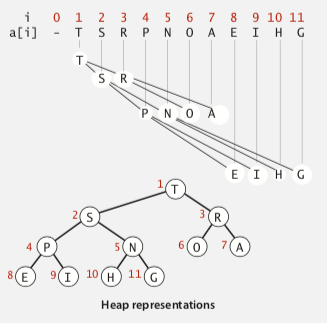 i 0 1 2 3 4 5 6 7 8 9 10 11
a[i] - T S R P N O A E I H G
T
S R
P N O A
E I H G
1 T
2 S 3 R
4 P 5 N 6 O 7 A
8 E 9 I 10 H 11 G
Heap representations